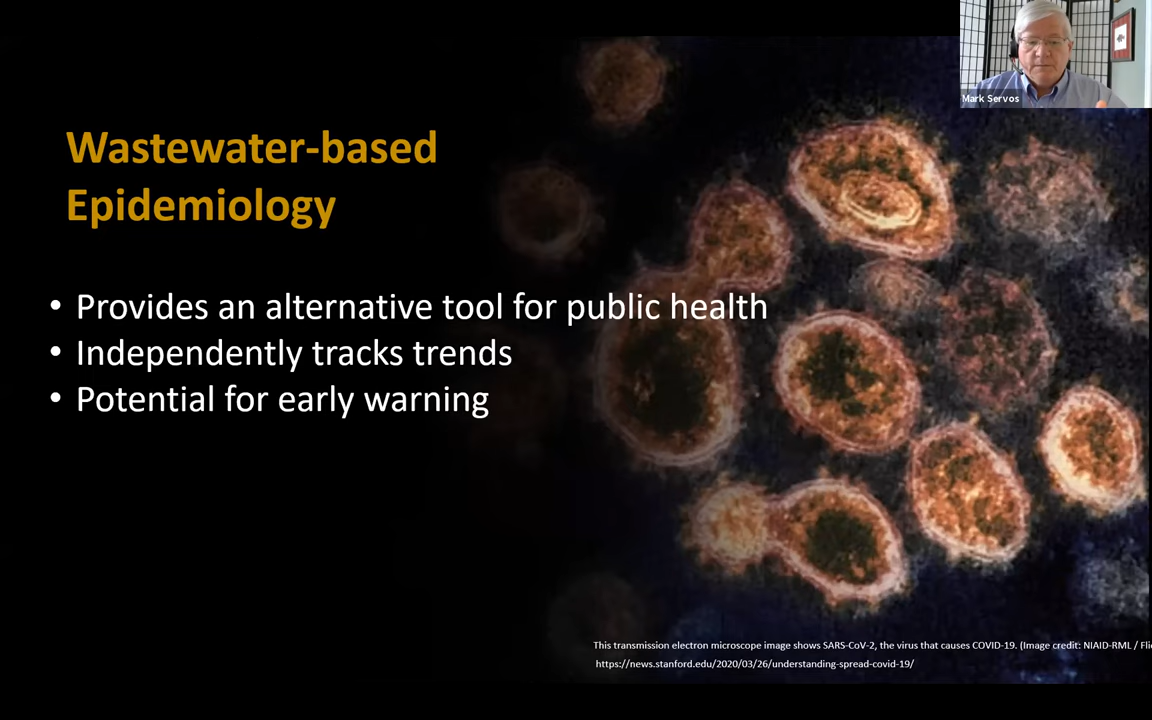 Mark Servos
Wastewater-based
Epidemiology
• Provides an alternative tool for public health
• Independently tracks trends
• Potential for early warning
This transmission electron microscope image shows SARS-CoV-2, the virus that causes COVID-19. (Image credit: NIAID-RML /
https://news.stanford.edu/2020/03/26/understanding-spread-covid-19/